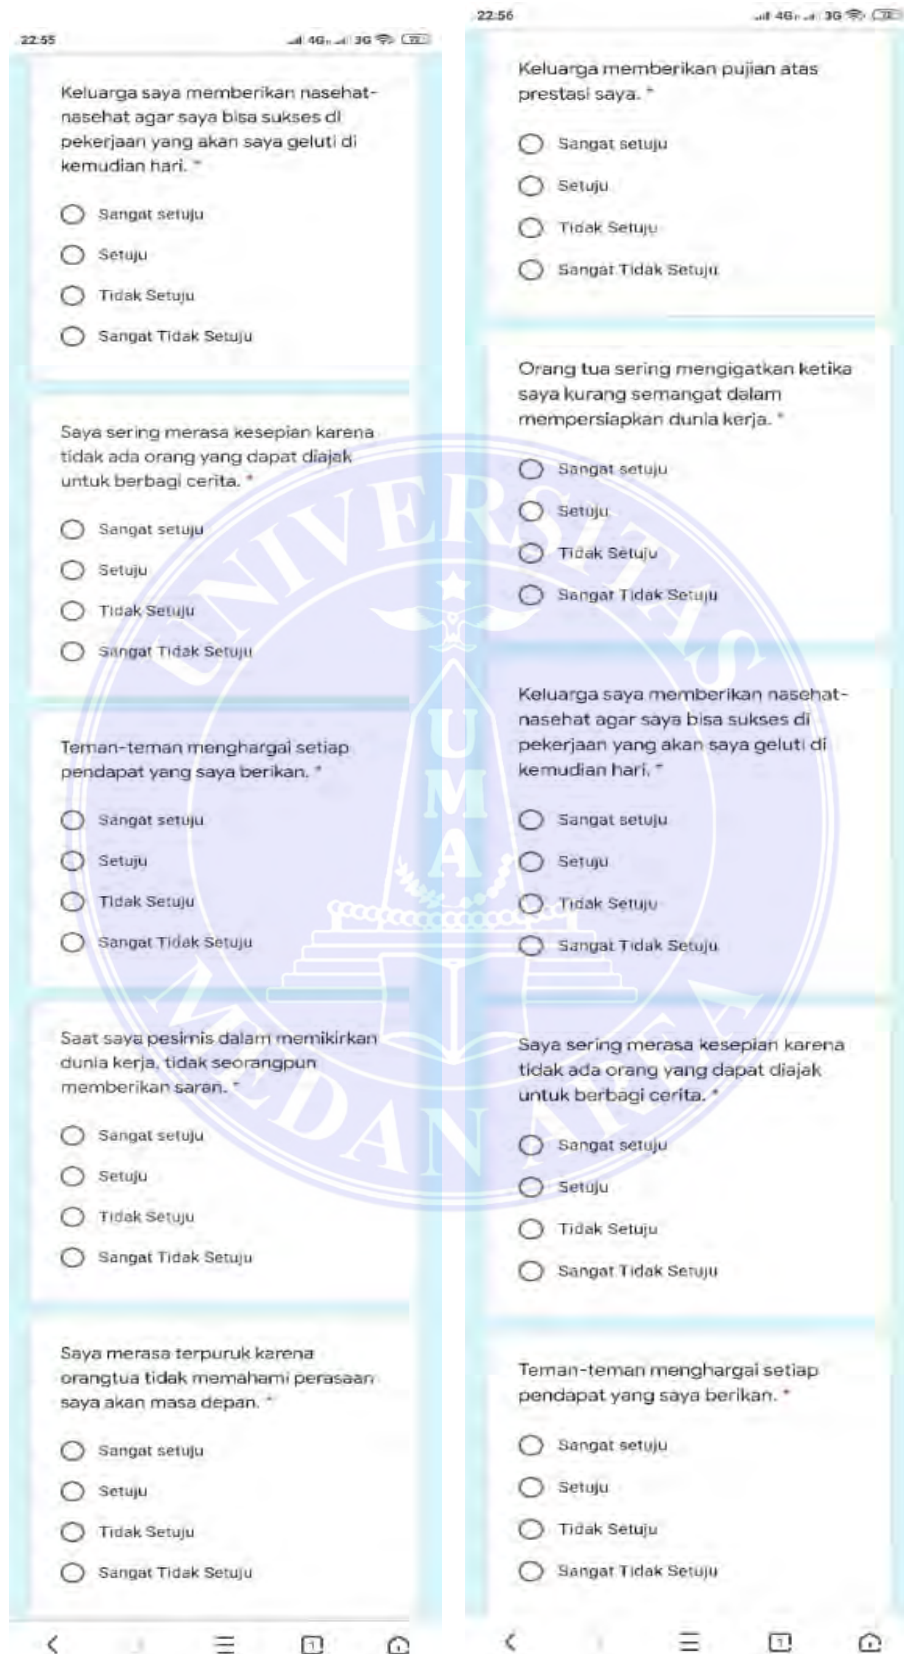 22:55
4G 3G
Keluarga saya memberikan nasehat-
nasehat agar saya bisa sukses di
pekerjaan yang akan saya geluti di
kemudian hari. *
Sangat setuju
Setuju
Tidak Setuju
Sangat Tidak Setuju
Saya sering merasa kesepian karena
tidak ada orang yang dapat diajak
untuk berbagi cerita. *
Sangat setuju
Setuju
Tidak Setuju
Sangat Tidak Setuju
Teman-teman menghargai setiap
pendapat yang saya berikan. *
Sangat setuju
Setuju
Tidak Setuju
Sangat Tidak Setuju
Saat saya pesimis dalam memikirkan
dunia kerja, tidak seorangpun
memberikan saran. *
Sangat setuju
Setuju
Tidak Setuju
Sangat Tidak Setuju
Saya merasa terpuruk karena
orangtua tidak memahami perasaan
saya akan masa depan. *
Sangat setuju
Setuju
Tidak Setuju
Sangat Tidak Setuju
1
22:56
4G 3G
Keluarga memberikan pujian atas
prestasi saya. *
Sangat setuju
Setuju
Tidak Setuju
Sangat Tidak Setuju
Orang tua sering mengigatkan ketika
saya kurang semangat dalam
mempersiapkan dunia kerja. *
Sangat setuju
Setuju
Tidak Setuju
Sangat Tidak Setuju
Keluarga saya memberikan nasehat-
nasehat agar saya bisa sukses di
pekerjaan yang akan saya geluti di
kemudian hari. *
Sangat setuju
Setuju
Tidak Setuju
Sangat Tidak Setuju
Saya sering merasa kesepian karena
tidak ada orang yang dapat diajak
untuk berbagi cerita. *
Sangat setuju
Setuju
Tidak Setuju
Sangat Tidak Setuju
Teman-teman menghargai setiap
pendapat yang saya berikan. *
Sangat setuju
Setuju
Tidak Setuju
Sangat Tidak Setuju
1
UNIVERSITAS
UMA
MEDAN AREA